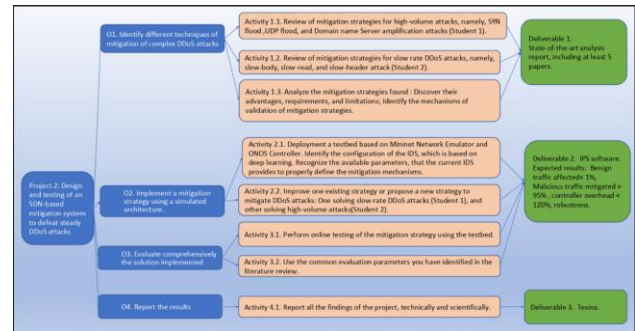 Project 2: Design
and testing of an
SDN-based
mitigation system
to defeat steady
DDoS attacks
O1. Identify different techniques of
mitigation of complex DDoS attacks
Activity 1.1. Review of mitigation strategies for high-volume attacks, namely, SYN
flood ,UDP flood, and Domain name Server amplification attacks (Student 1).
Activity 1.2. Review of mitigation strategies for slow rate DDoS attacks, namely,
slow-body, slow-read, and slow-header attack (Student 2).
Activity 1.3. Analyze the mitigation strategies found : Discover their
advantages, requirements, and limitations; Identify the mechanisms of
validation of mitigation strategies.
Deliverable 1.
State-of-the-art analysis
report, including at least 5
papers.
O2. Implement a mitigation
strategy using a simulated
architecture.
Activity 2.1. Deployment a testbed based on Mininet Network Emulator and
ONOS Controller. Identify the configuration of the IDS, which is based on
deep learning. Recognize the available parameters, that the current IDS
provides to properly define the mitigation mechanisms.
Activity 2.2. Improve one existing strategy or propose a new strategy to
mitigate DDoS attacks: One solving slow-rate DDoS attacks (Student 1), and
other solving high-volume attacks(Student 2).
O3. Evaluate comprehensively
the solution implemented
Activity 3.1. Perform online testing of the mitigation strategy using the testbed.
Activity 3.2. Use the common evaluation parameters you have identified in the
literature review.
Deliverable 2. IPS software.
Expected results: Benign
traffic affected< 1%,
Malicious traffic mitigated >
95% , controller overhead <
120%, robustness.
O4. Report the results
Activity 4.1. Report all the findings of the project, technically and scientifically.
Deliverable 3. Tesina.